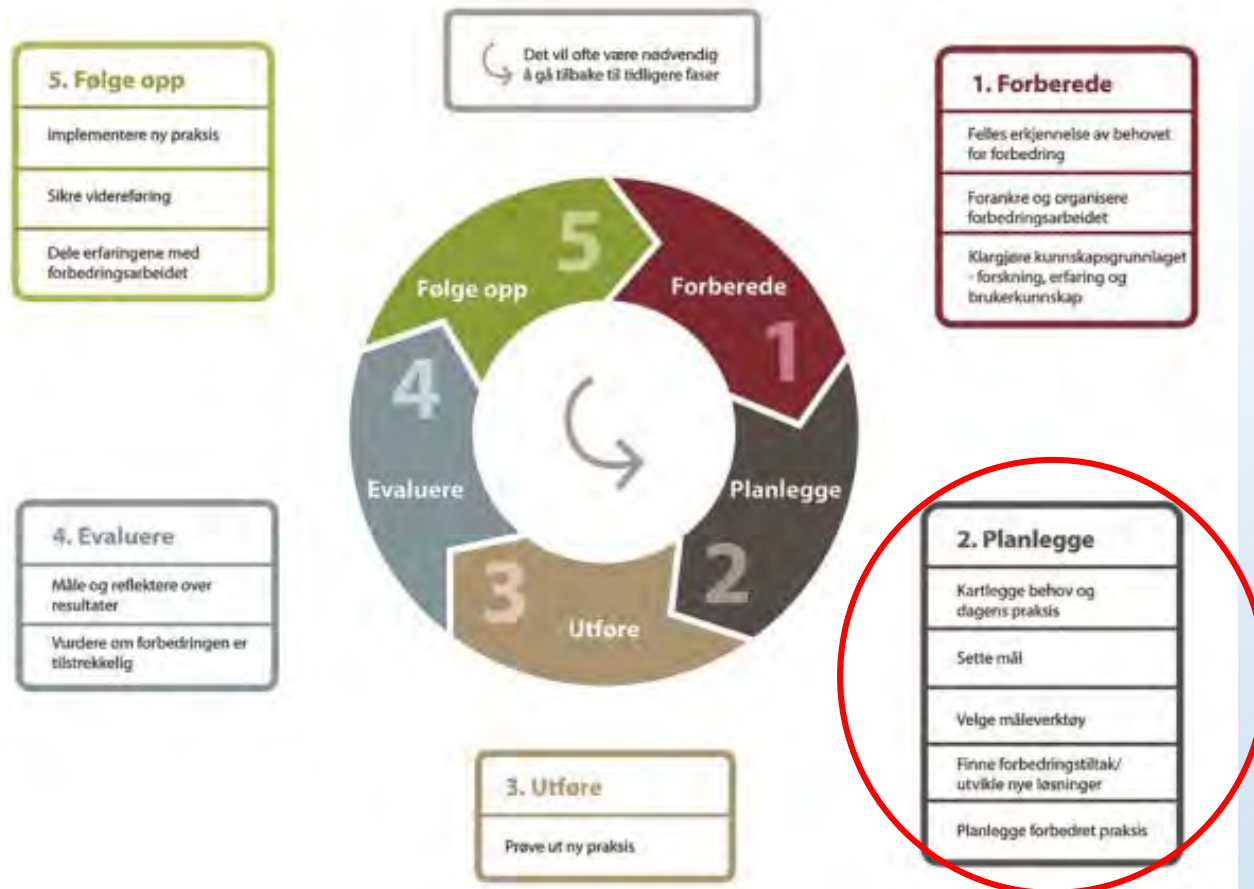 Det vil ofte være nødvendig
å gå tilbake til tidligere faser
1. Forberede
Felles erkjennelse av behovet
for forbedring
Forankre og organisere
forbedringsarbeidet
Klargjøre kunnskapsgrunnlaget
- forskning, erfaring og
brukerkunnskap
2. Planlegge
Kartlegge behov og
dagens praksis
Sette mål
Velge måleverktøy
Finne forbedringstiltak/
utvikle nye løsninger
Planlegge forbedret praksis
3. Utføre
Prøve ut ny praksis
4. Evaluere
Måle og reflektere over
resultater
Vurdere om forbedringen er
tilstrekkelig
5. Følge opp
Implementere ny praksis
Sikre videreføring
Dele erfaringene med
forbedringsarbeidet
Forberede
1
Planlegge
2
Utføre
3
Evaluere
4
Følge opp
5